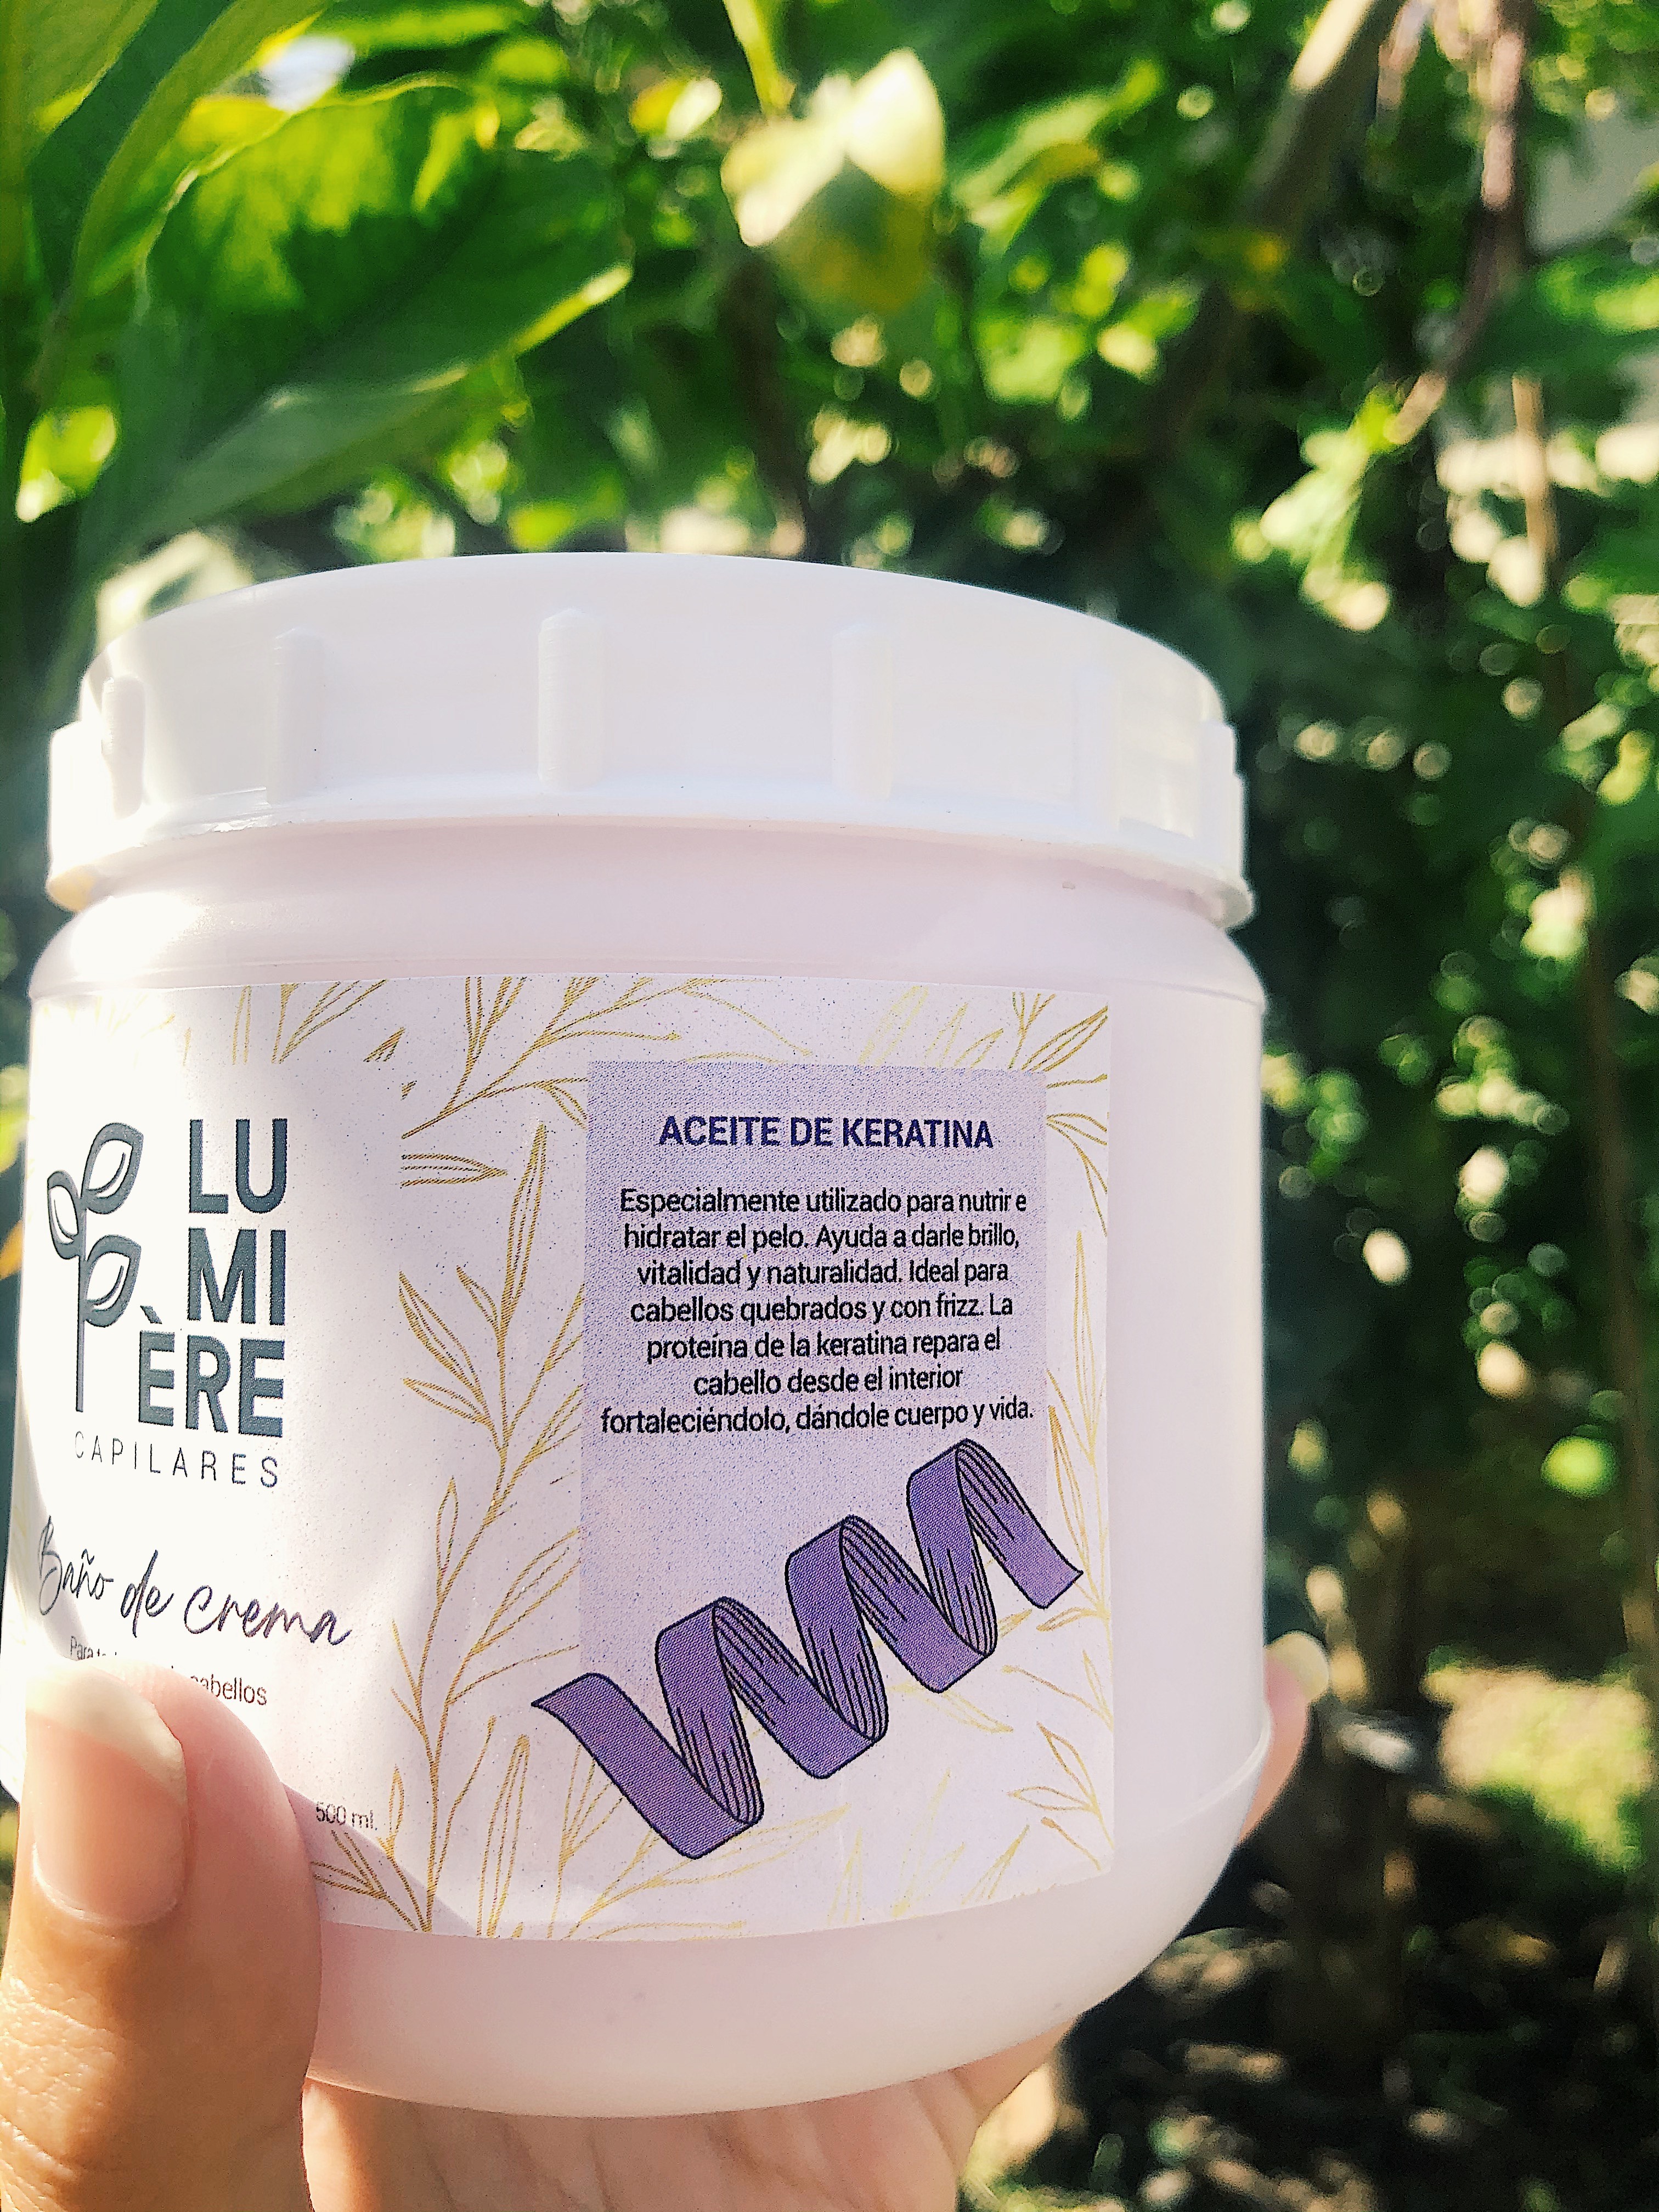 LU
MI
ÈRE
CAPILARES
Baño de crema
Para
cabellos
500 ml.
ACEITE DE KERATINA
Especialmente utilizado para nutrir e
hidratar el pelo. Ayuda a darle brillo,
vitalidad y naturalidad. Ideal para
cabellos quebrados y con frizz. La
proteína de la keratina repara el
cabello desde el interior
fortaleciéndolo, dándole cuerpo y vida.